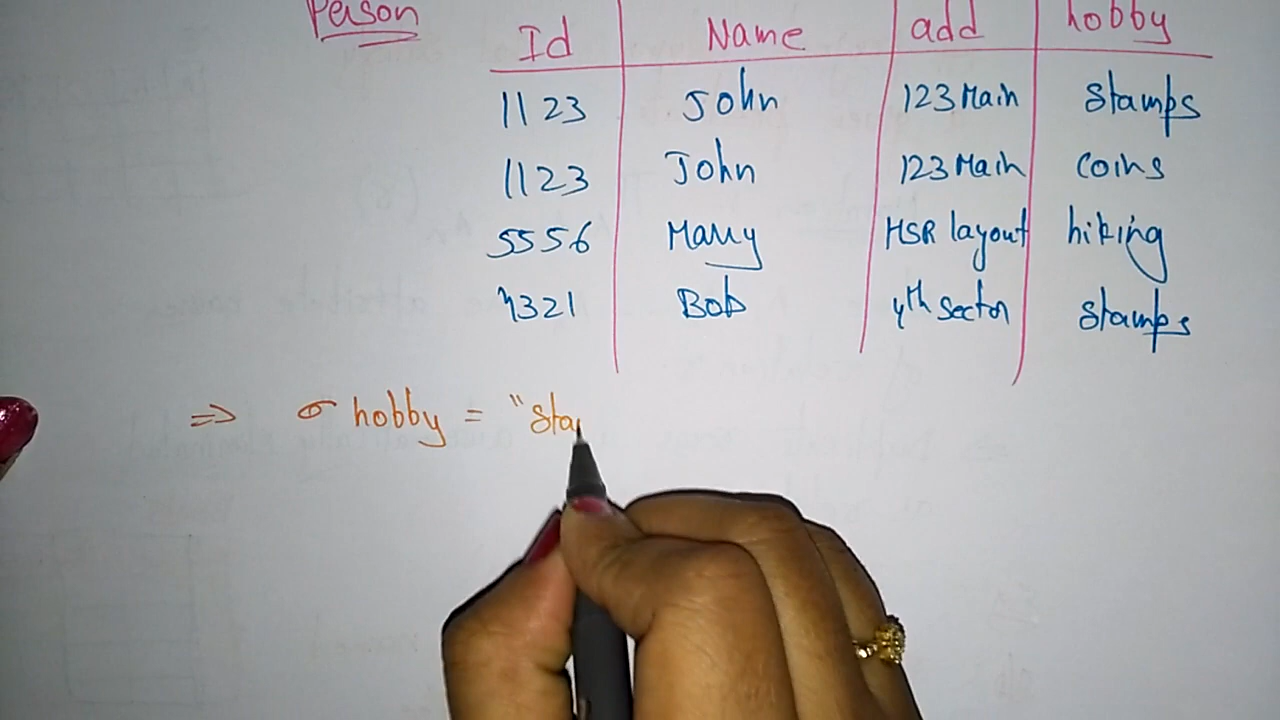 Person
Id Name add hobby
1123 John 123 Main Stamps
1123 John 123 Main Coins
5556 Mary HSR layout hiking
4321 Bob 4th Sector Stamps
⇒ σ hobby = "Sta